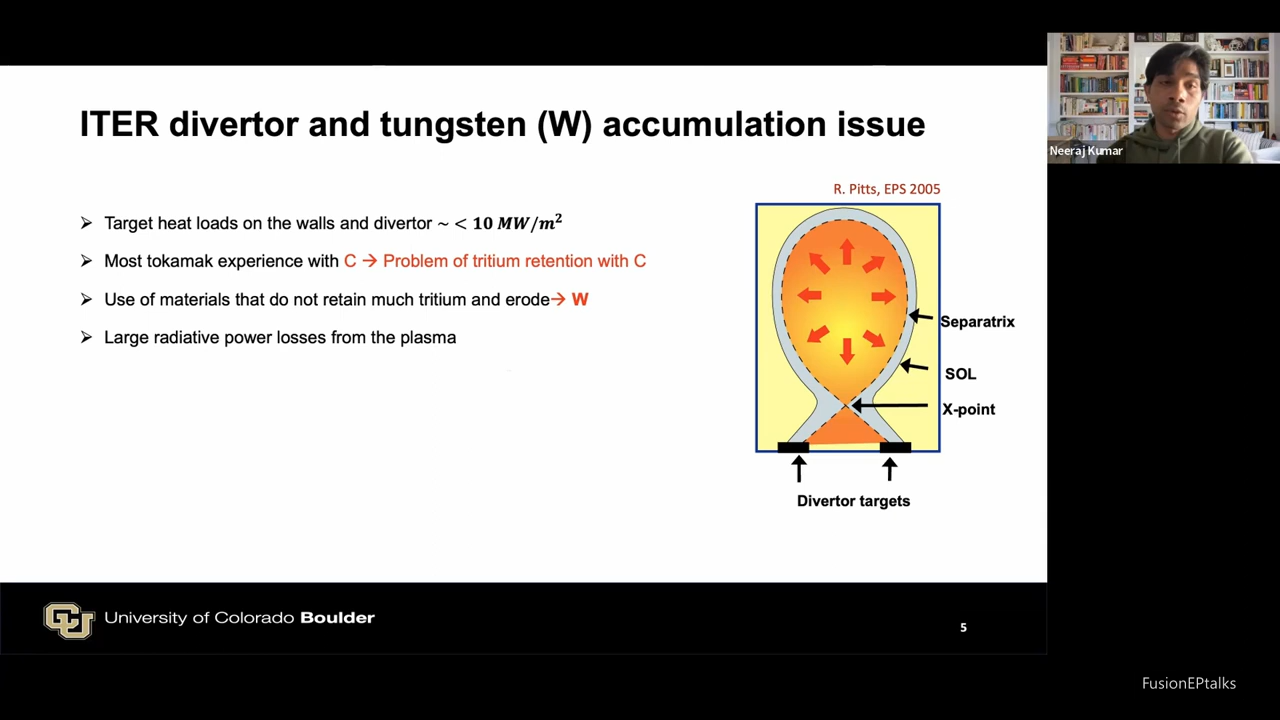 ITER divertor and tungsten (W) accumulation issue
R. Pitts, EPS 2005
➢ Target heat loads on the walls and divertor ~ < 10 MW/m²
➢ Most tokamak experience with C → Problem of tritium retention with C
➢ Use of materials that do not retain much tritium and erode→ W
➢ Large radiative power losses from the plasma
Separatrix
SOL
X-point
Divertor targets
CU University of Colorado Boulder
5
Neeraj Kumar
FusionEPtalks